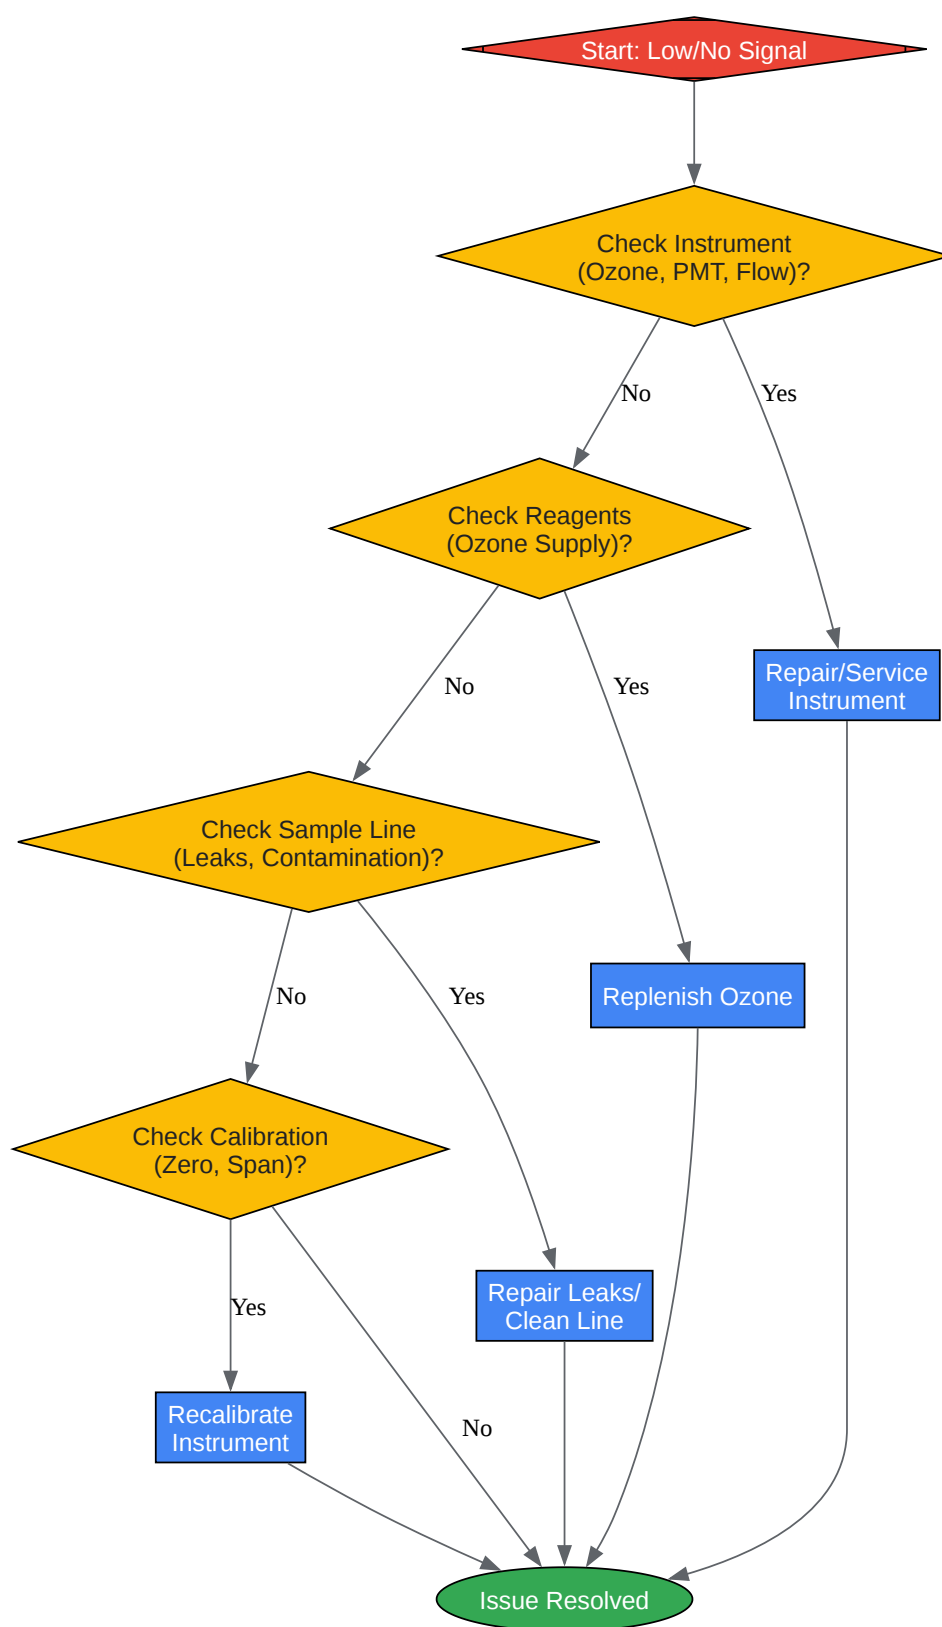 Start: Low/No Signal
Check Instrument
(Ozone, PMT, Flow)?
No
Yes
Check Reagents
(Ozone Supply)?
No
Yes
Repair/Service
Instrument
Check Sample Line
(Leaks, Contamination)?
No
Yes
Replenish Ozone
Check Calibration
(Zero, Span)?
Yes
Repair Leaks/
Clean Line
Recalibrate
Instrument
No
Issue Resolved